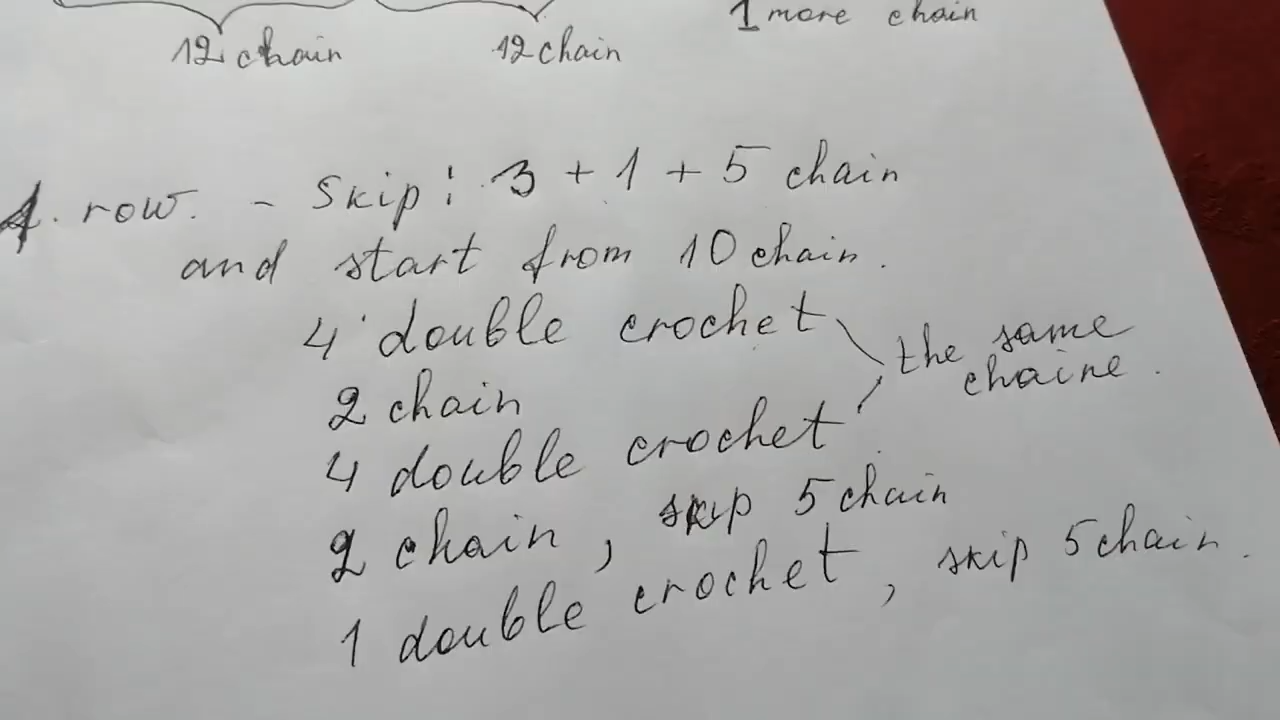 12 chain 12 chain 1 more chain
1. row. - Skip: 3 + 1 + 5 chain
and start from 10 chain.
4 double crochet
the same
chaine.
2 chain
4 double crochet
2 chain, skip 5 chain
1 double crochet, skip 5 chain.